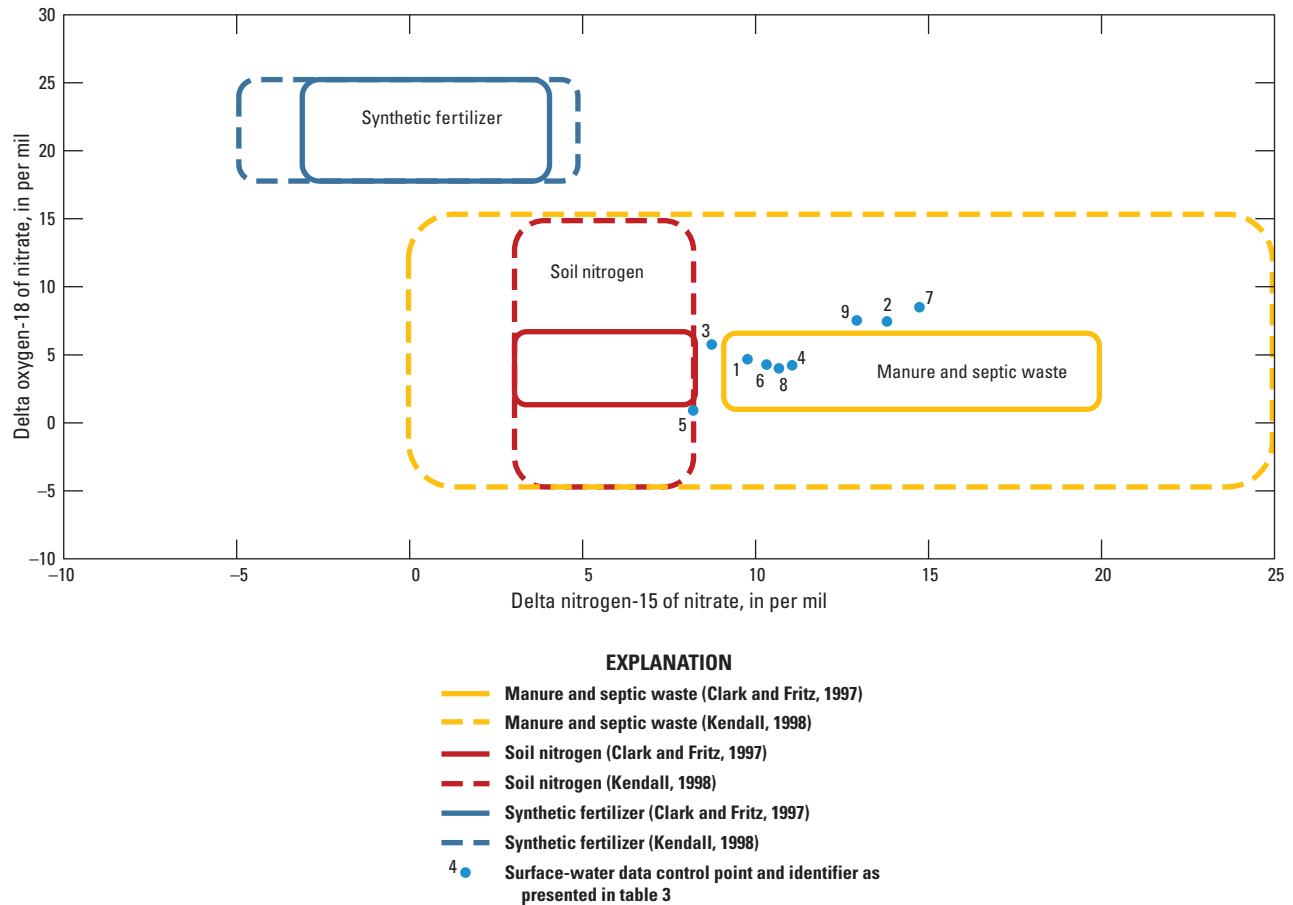 30
25
20
15
10
5
0
–5
–10
Delta oxygen-18 of nitrate, in per mil
Synthetic fertilizer
Soil nitrogen
Manure and septic waste
7
2
9
3
1
6
8
4
5
–10
–5
0
5
10
15
20
25
Delta nitrogen-15 of nitrate, in per mil
EXPLANATION
Manure and septic waste (Clark and Fritz, 1997)
Manure and septic waste (Kendall, 1998)
Soil nitrogen (Clark and Fritz, 1997)
Soil nitrogen (Kendall, 1998)
Synthetic fertilizer (Clark and Fritz, 1997)
Synthetic fertilizer (Kendall, 1998)
4
Surface-water data control point and identifier as
presented in table 3